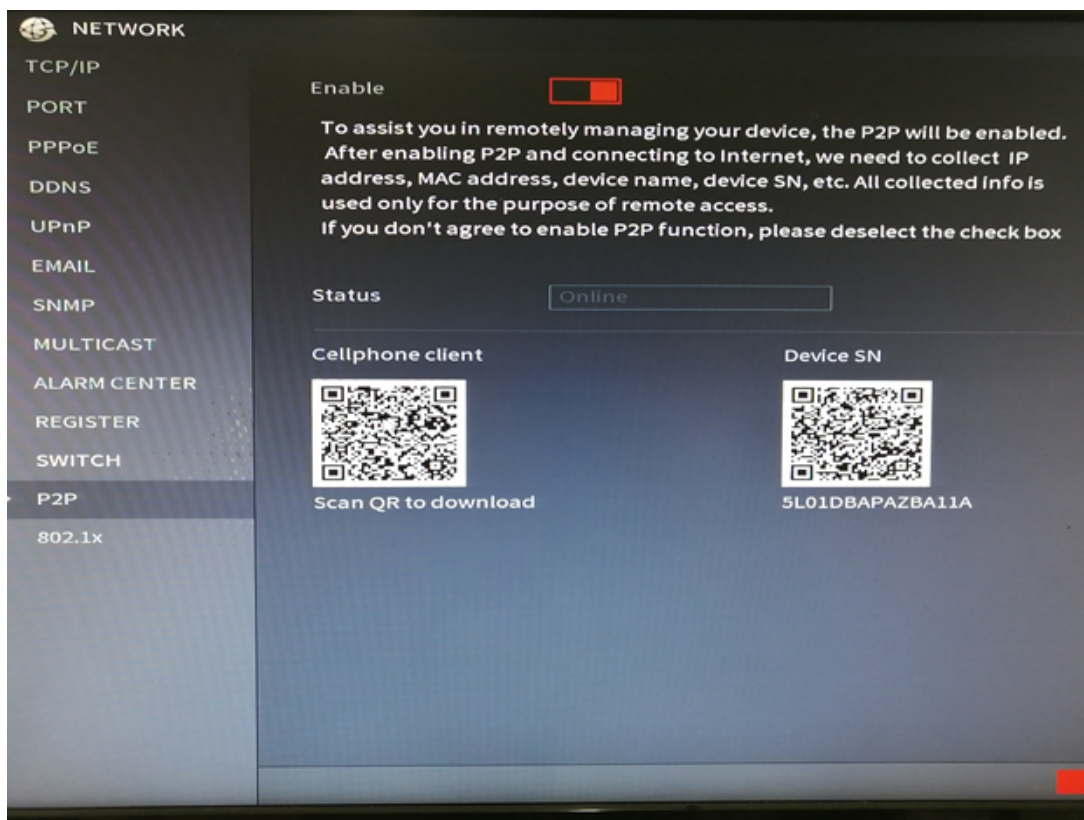 NETWORK
TCP/IP
PORT
PPPoE
DDNS
UPnP
EMAIL
SNMP
MULTICAST
ALARM CENTER
REGISTER
SWITCH
P2P
802.1x
Enable
To assist you in remotely managing your device, the P2P will be enabled.
After enabling P2P and connecting to Internet, we need to collect IP
address, MAC address, device name, device SN, etc. All collected info is
used only for the purpose of remote access.
If you don't agree to enable P2P function, please deselect the check box
Status
Online
Cellphone client
Device SN
Scan QR to download
5L01DBAPAZBA11A